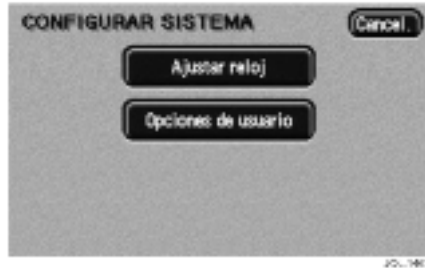 CONFIGURAR SISTEMA
Cancel.
Ajustar reloj
Opciones de usuario